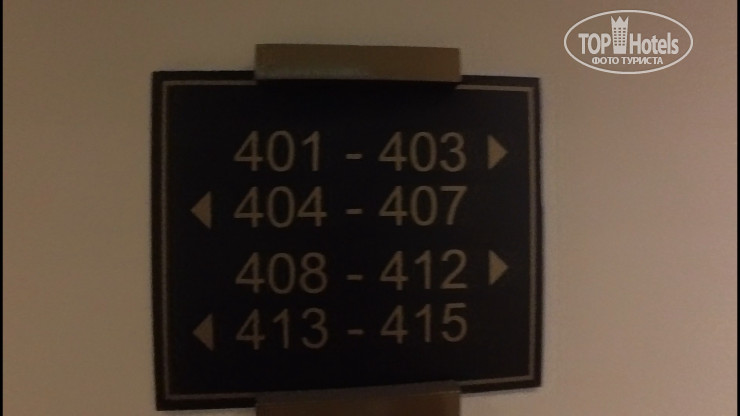 TOP Hotels
ФОТО ТУРИСТА
401 - 403 ▶
◀ 404 - 407
408 - 412 ▶
◀ 413 - 415